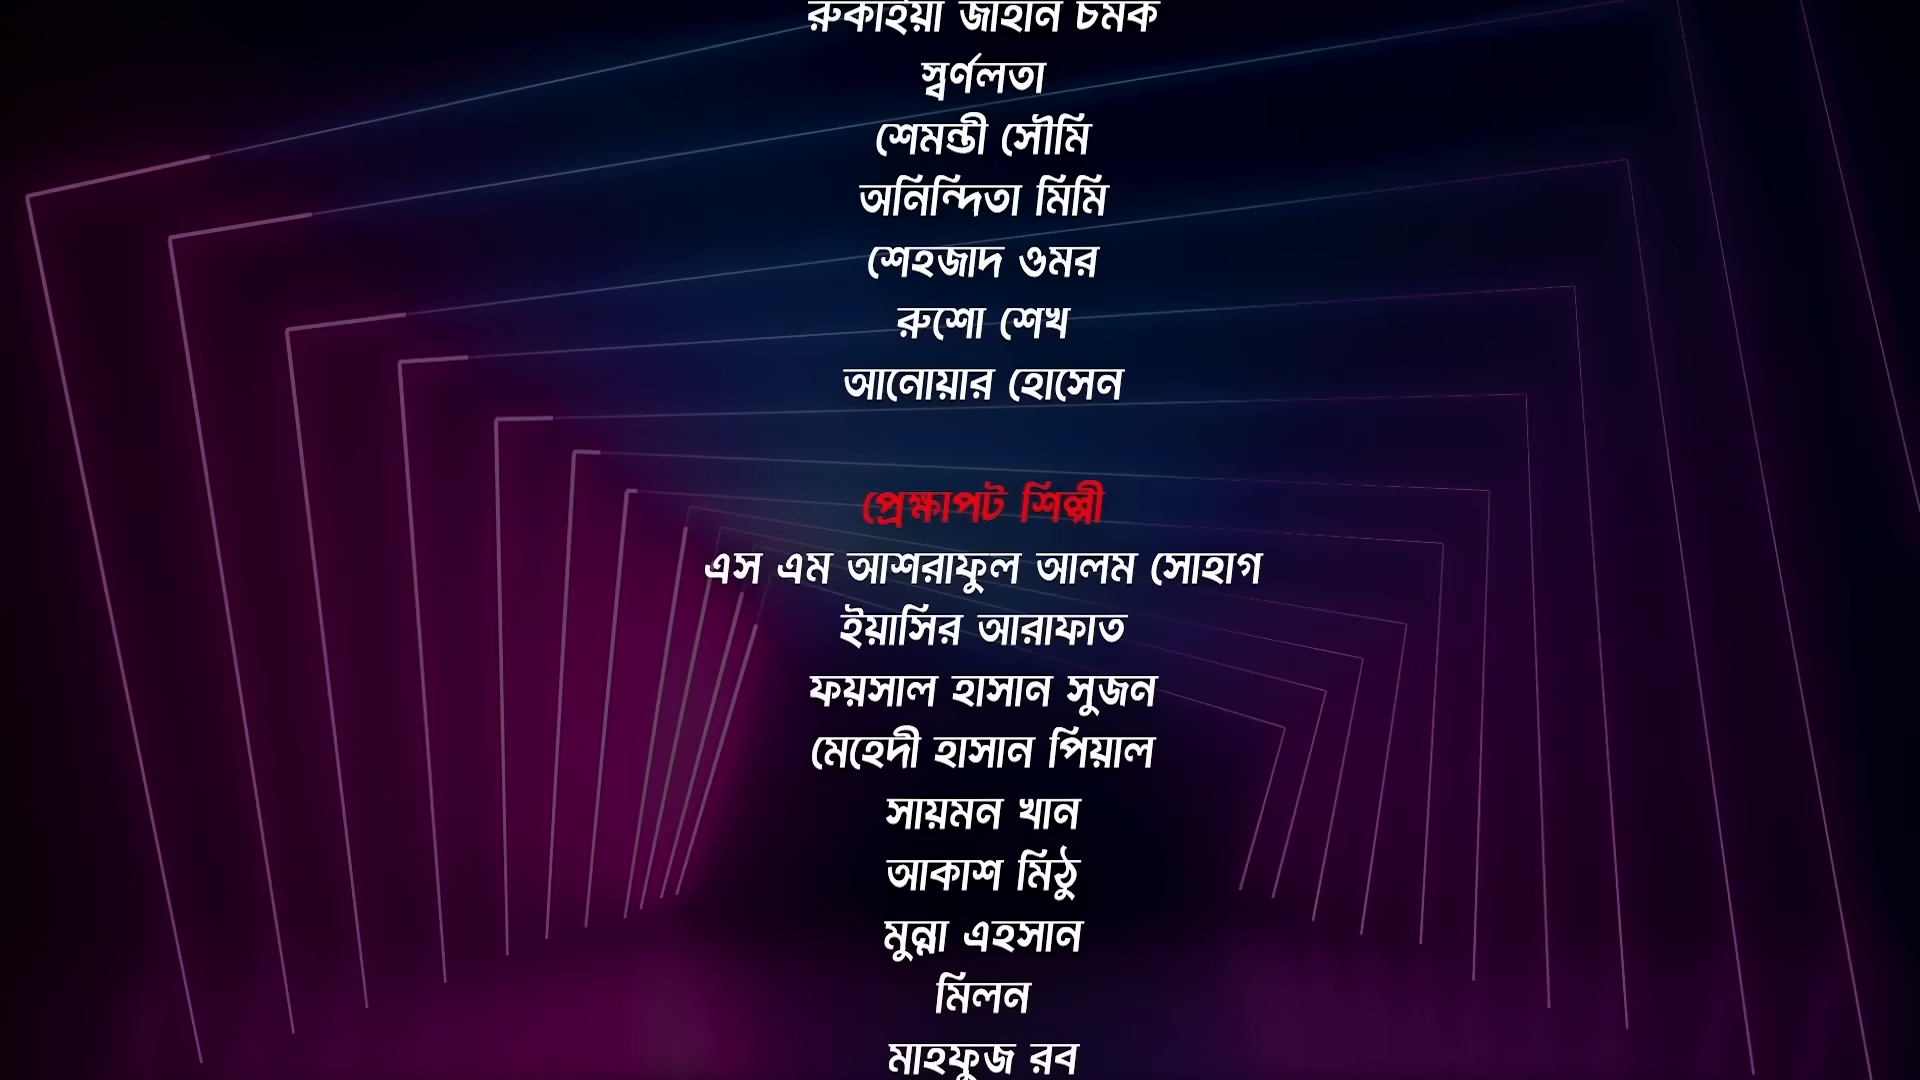 রুকাইয়া জাহান চমক
স্বর্ণলতা
শেমন্তী সৌমি
অনিন্দিতা মিমি
শেহজাদ ওমর
রুশো শেখ
আনোয়ার হোসেন
প্রেক্ষাপট শিল্পী
এস এম আশরাফুল আলম সোহাগ
ইয়াসির আরাফাত
ফয়সাল হাসান সুজন
মেহেদী হাসান পিয়াল
সায়মন খান
আকাশ মিঠু
মুন্না এহসান
মিলন
মাহফুজ রব